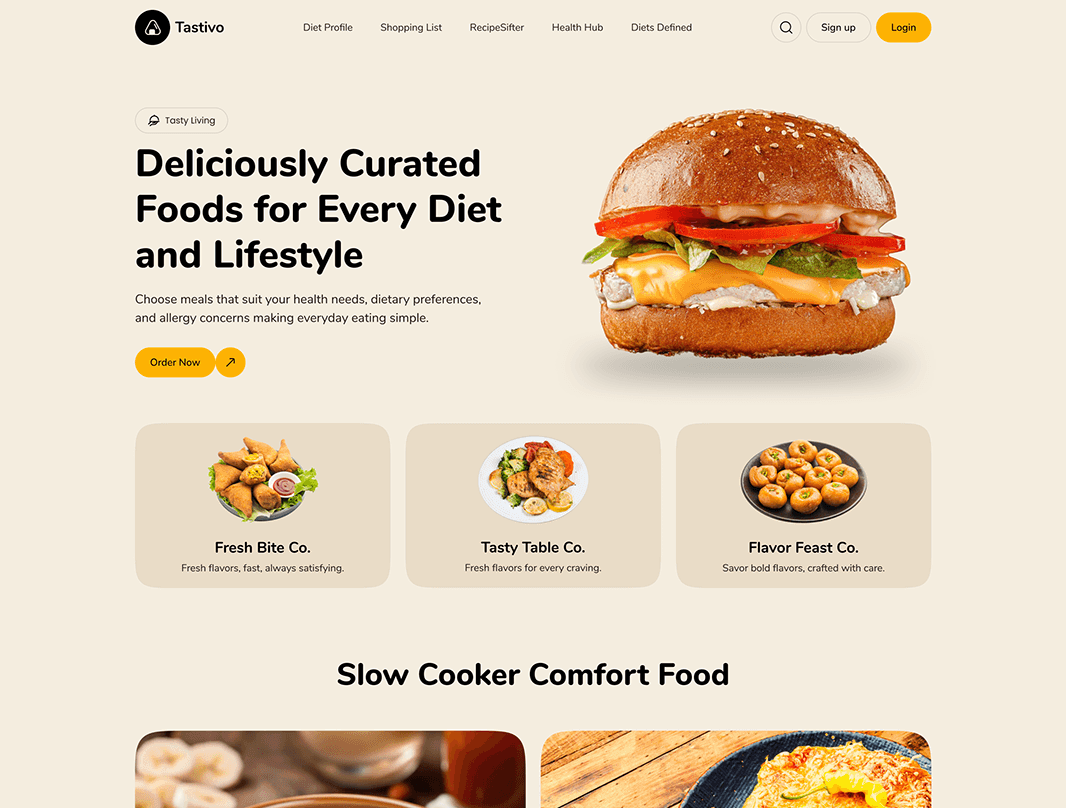 Tastivo
Diet Profile
Shopping List
RecipeSifter
Health Hub
Diets Defined
Sign up
Login
Tasty Living
Deliciously Curated
Foods for Every Diet
and Lifestyle
Choose meals that suit your health needs, dietary preferences,
and allergy concerns making everyday eating simple.
Order Now
Fresh Bite Co.
Fresh flavors, fast, always satisfying.
Tasty Table Co.
Fresh flavors for every craving.
Flavor Feast Co.
Savor bold flavors, crafted with care.
Slow Cooker Comfort Food